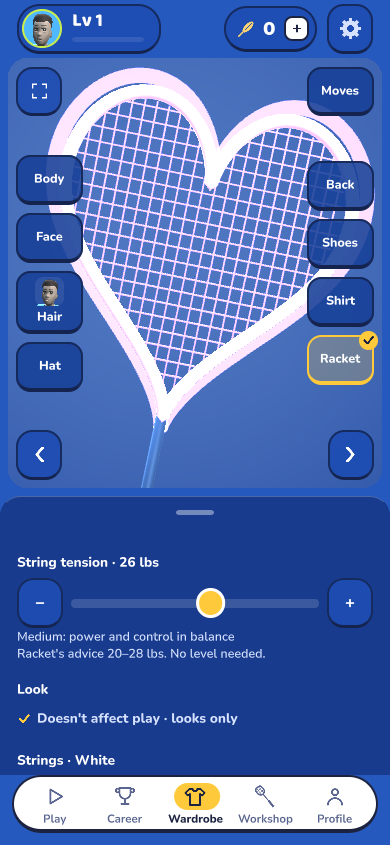 Lv 1
0
+
Moves
Body
Back
Face
Shoes
Hair
Shirt
Hat
Racket
String tension · 26 lbs
−
+
Medium: power and control in balance
Racket's advice 20–28 lbs. No level needed.
Look
Doesn't affect play · looks only
Strings · White
Play
Career
Wardrobe
Workshop
Profile